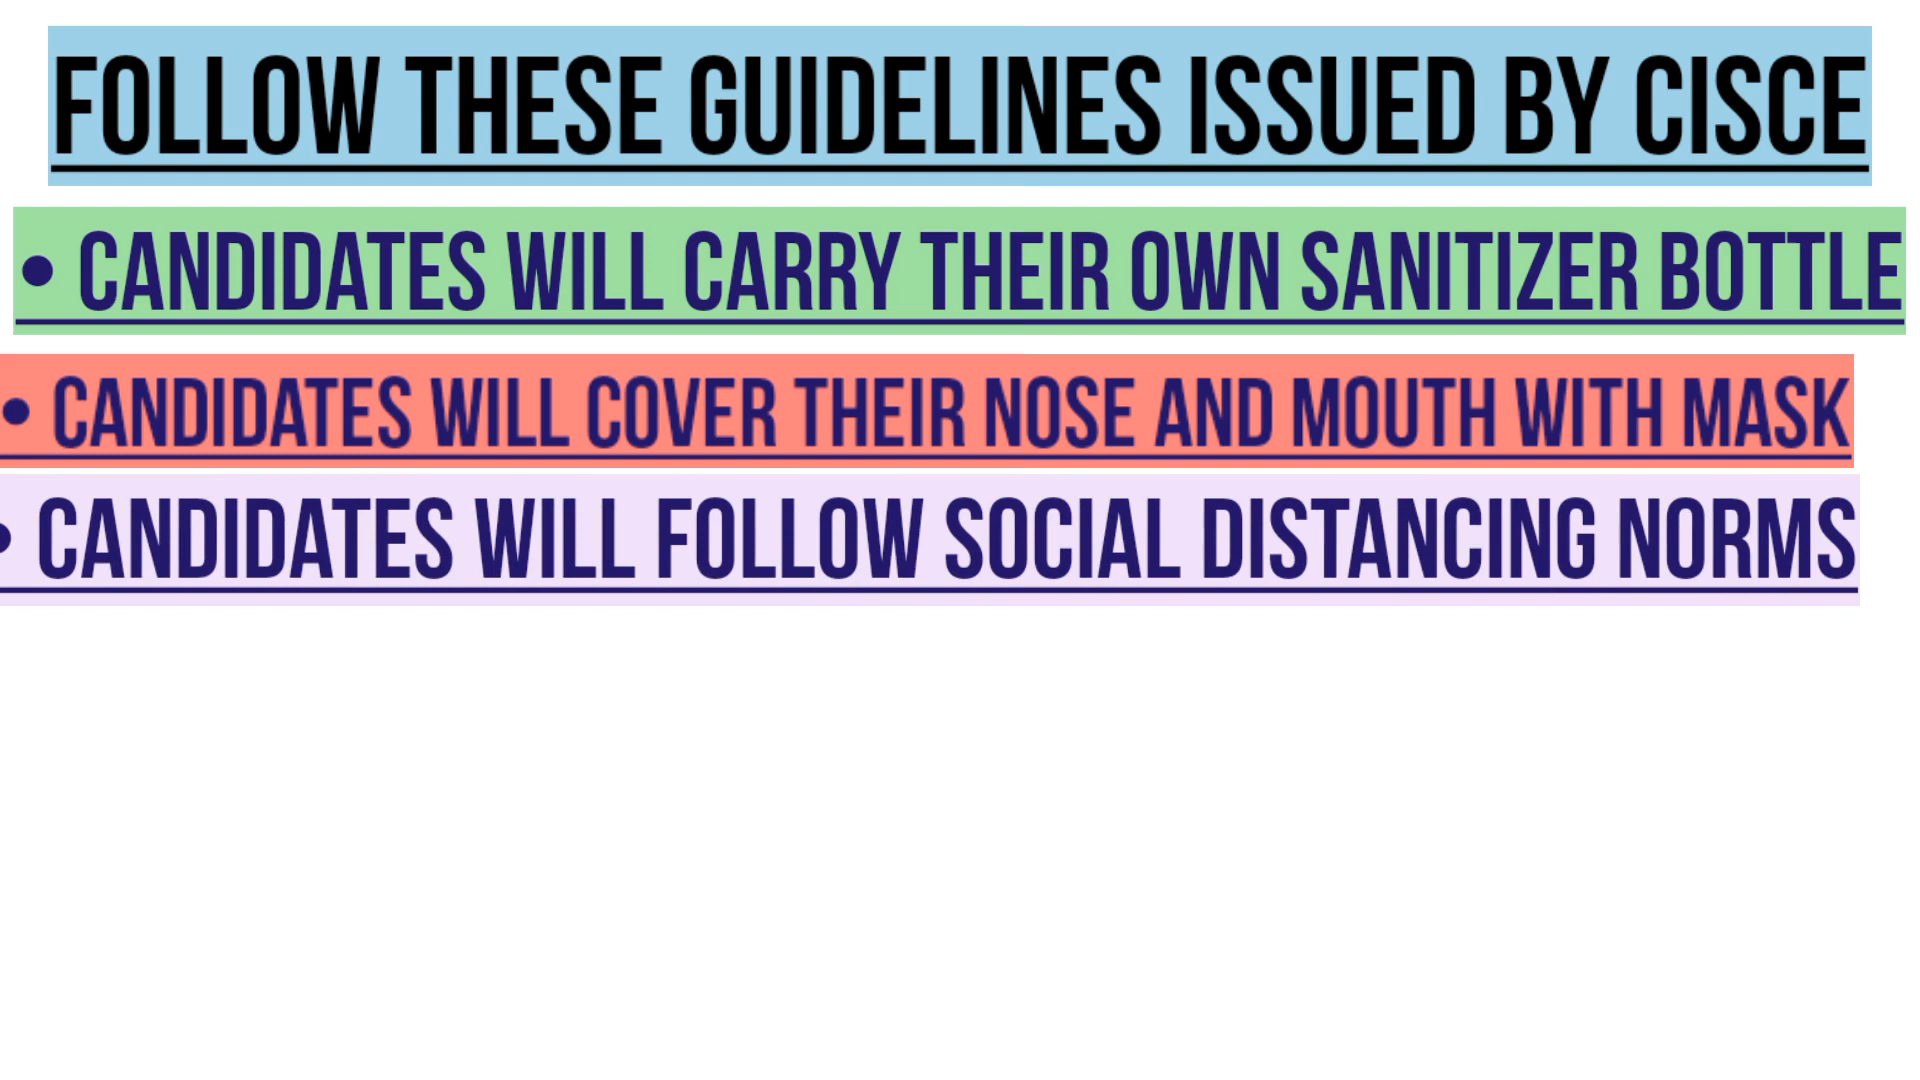 FOLLOW THESE GUIDELINES ISSUED BY CISCE
• CANDIDATES WILL CARRY THEIR OWN SANITIZER BOTTLE
• CANDIDATES WILL COVER THEIR NOSE AND MOUTH WITH MASK
• CANDIDATES WILL FOLLOW SOCIAL DISTANCING NORMS